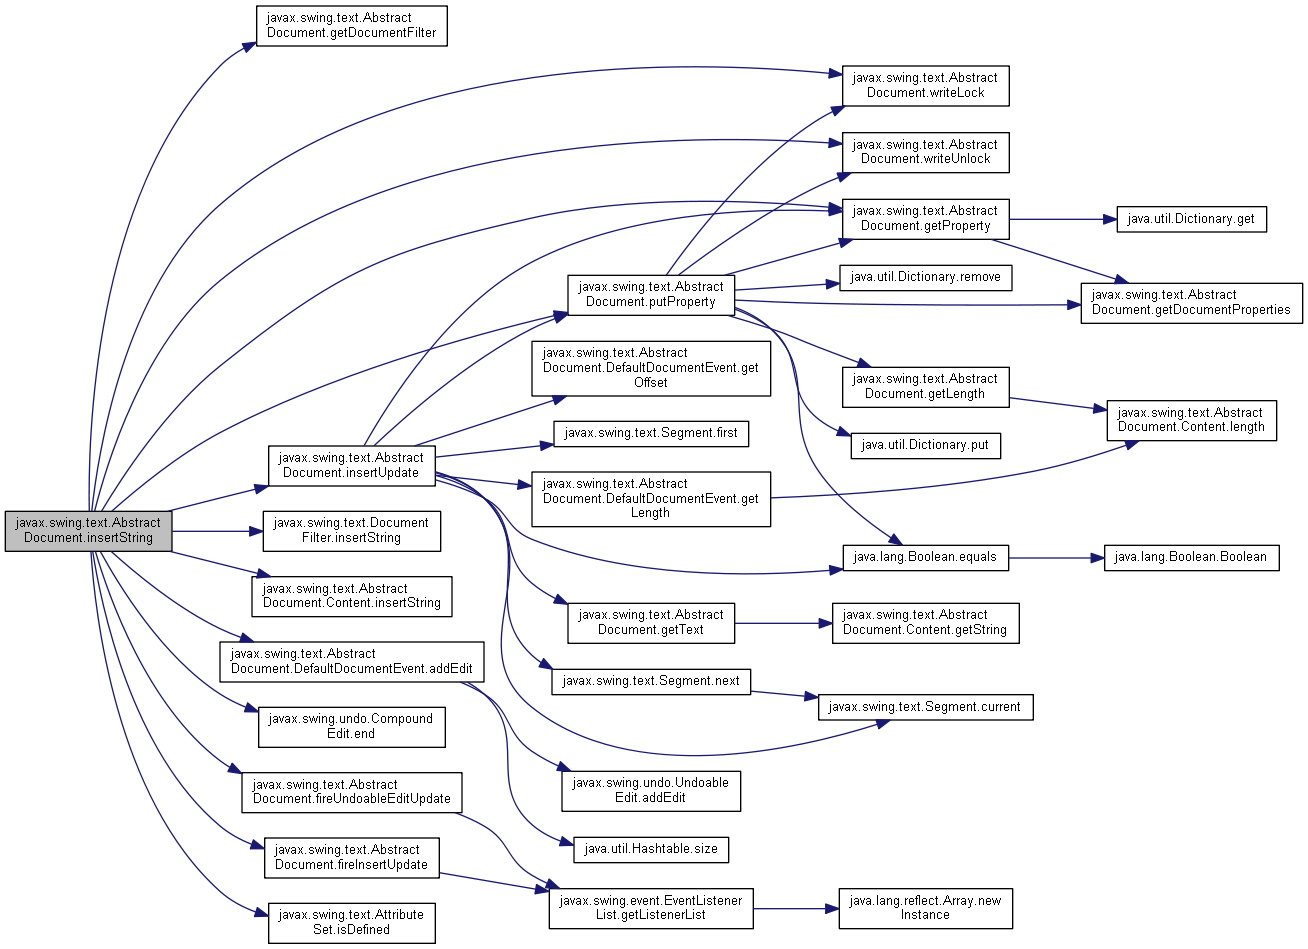 javax.swing.text.Abstract
Document.getDocumentFilter
javax.swing.text.Abstract
Document.writeLock
javax.swing.text.Abstract
Document.writeUnlock
javax.swing.text.Abstract
Document.getProperty
java.util.Dictionary.get
java.util.Dictionary.remove
javax.swing.text.Abstract
Document.putProperty
javax.swing.text.Abstract
Document.getDocumentProperties
javax.swing.text.Abstract
Document.DefaultDocumentEvent.get
Offset
javax.swing.text.Abstract
Document.getLength
javax.swing.text.Abstract
Document.Content.length
javax.swing.text.Segment.first
java.util.Dictionary.put
javax.swing.text.Abstract
Document.insertUpdate
javax.swing.text.Abstract
Document.DefaultDocumentEvent.get
Length
javax.swing.text.Abstract
Document.insertString
javax.swing.text.Document
Filter.insertString
java.lang.Boolean.equals
java.lang.Boolean.Boolean
javax.swing.text.Abstract
Document.Content.insertString
javax.swing.text.Abstract
Document.getText
javax.swing.text.Abstract
Document.Content.getString
javax.swing.text.Abstract
Document.DefaultDocumentEvent.addEdit
javax.swing.text.Segment.next
javax.swing.text.Segment.current
javax.swing.undo.Compound
Edit.end
javax.swing.text.Abstract
Document.fireUndoableEditUpdate
javax.swing.undo.Undoable
Edit.addEdit
javax.swing.text.Abstract
Document.fireInsertUpdate
java.util.Hashtable.size
javax.swing.text.Attribute
Set.isDefined
javax.swing.event.EventListener
List.getListenerList
java.lang.reflect.Array.new
Instance